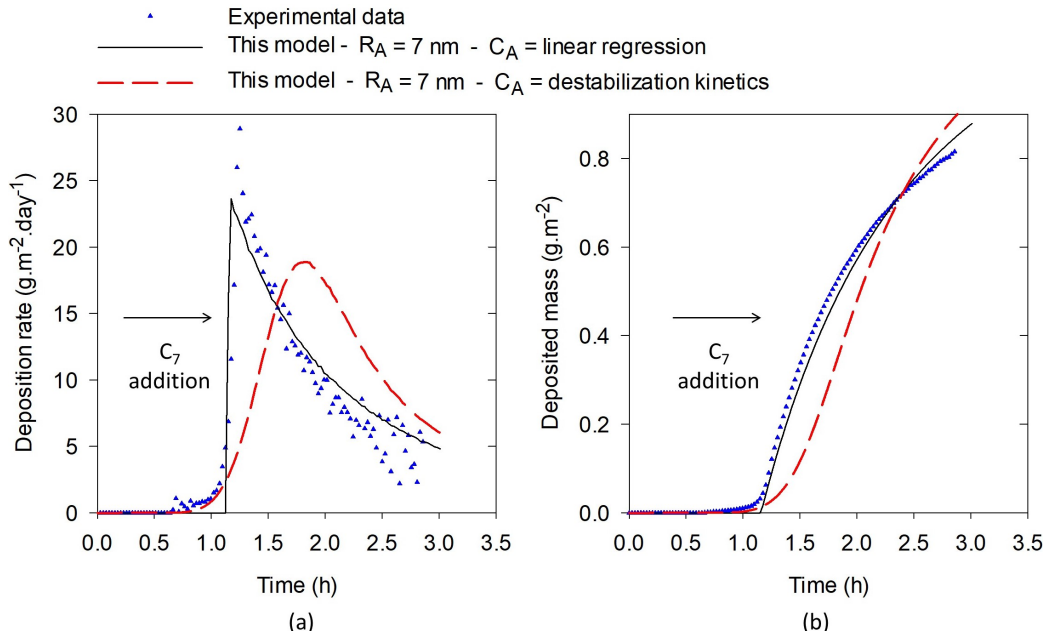 Experimental data
This model - R_A = 7 nm - C_A = linear regression
This model - R_A = 7 nm - C_A = destabilization kinetics
30
25
20
15
10
5
0
Deposition rate (g.m⁻².day⁻¹)
C₇
addition
0.0 0.5 1.0 1.5 2.0 2.5 3.0 3.5
Time (h)
(a)
0.8
0.6
0.4
0.2
0.0
Deposited mass (g.m⁻²)
C₇
addition
0.0 0.5 1.0 1.5 2.0 2.5 3.0 3.5
Time (h)
(b)